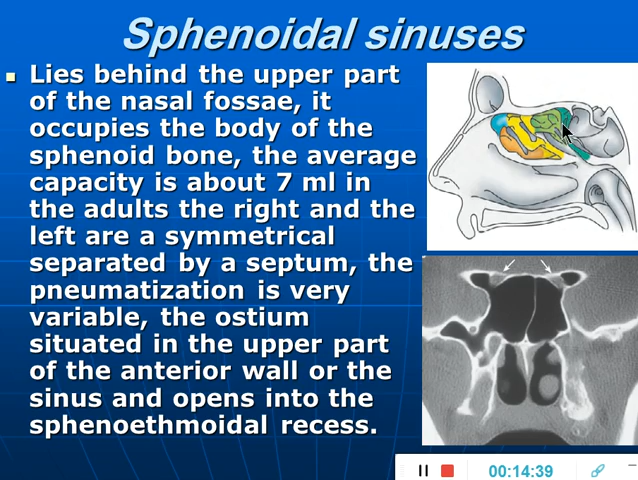 Sphenoidal sinuses
Lies behind the upper part
of the nasal fossae, it
occupies the body of the
sphenoid bone, the average
capacity is about 7 ml in
the adults the right and the
left are a symmetrical
separated by a septum, the
pneumatization is very
variable, the ostium
situated in the upper part
of the anterior wall or the
sinus and opens into the
sphenoethmoidal recess.
00:14:39